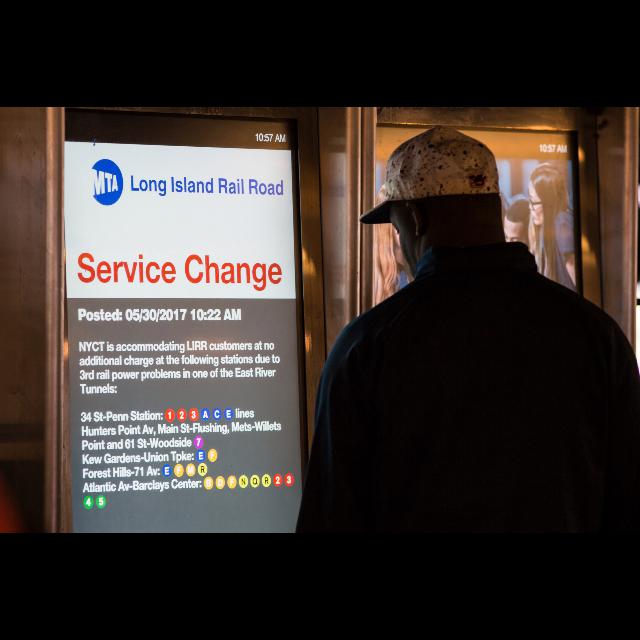 10:57 AM
MTA Long Island Rail Road
Service Change
Posted: 05/30/2017 10:22 AM
NYCT is accommodating LIRR customers at no
additional charge at the following stations due to
3rd rail power problems in one of the East River
Tunnels:
34 St-Penn Station: 1 2 3 A C E lines
Hunters Point Av, Main St-Flushing, Mets-Willets
Point and 61 St-Woodside 7
Kew Gardens-Union Tpke: E F
Forest Hills-71 Av: E F M R
Atlantic Av-Barclays Center: B D F N Q R 2 3
4 5
10:57 AM